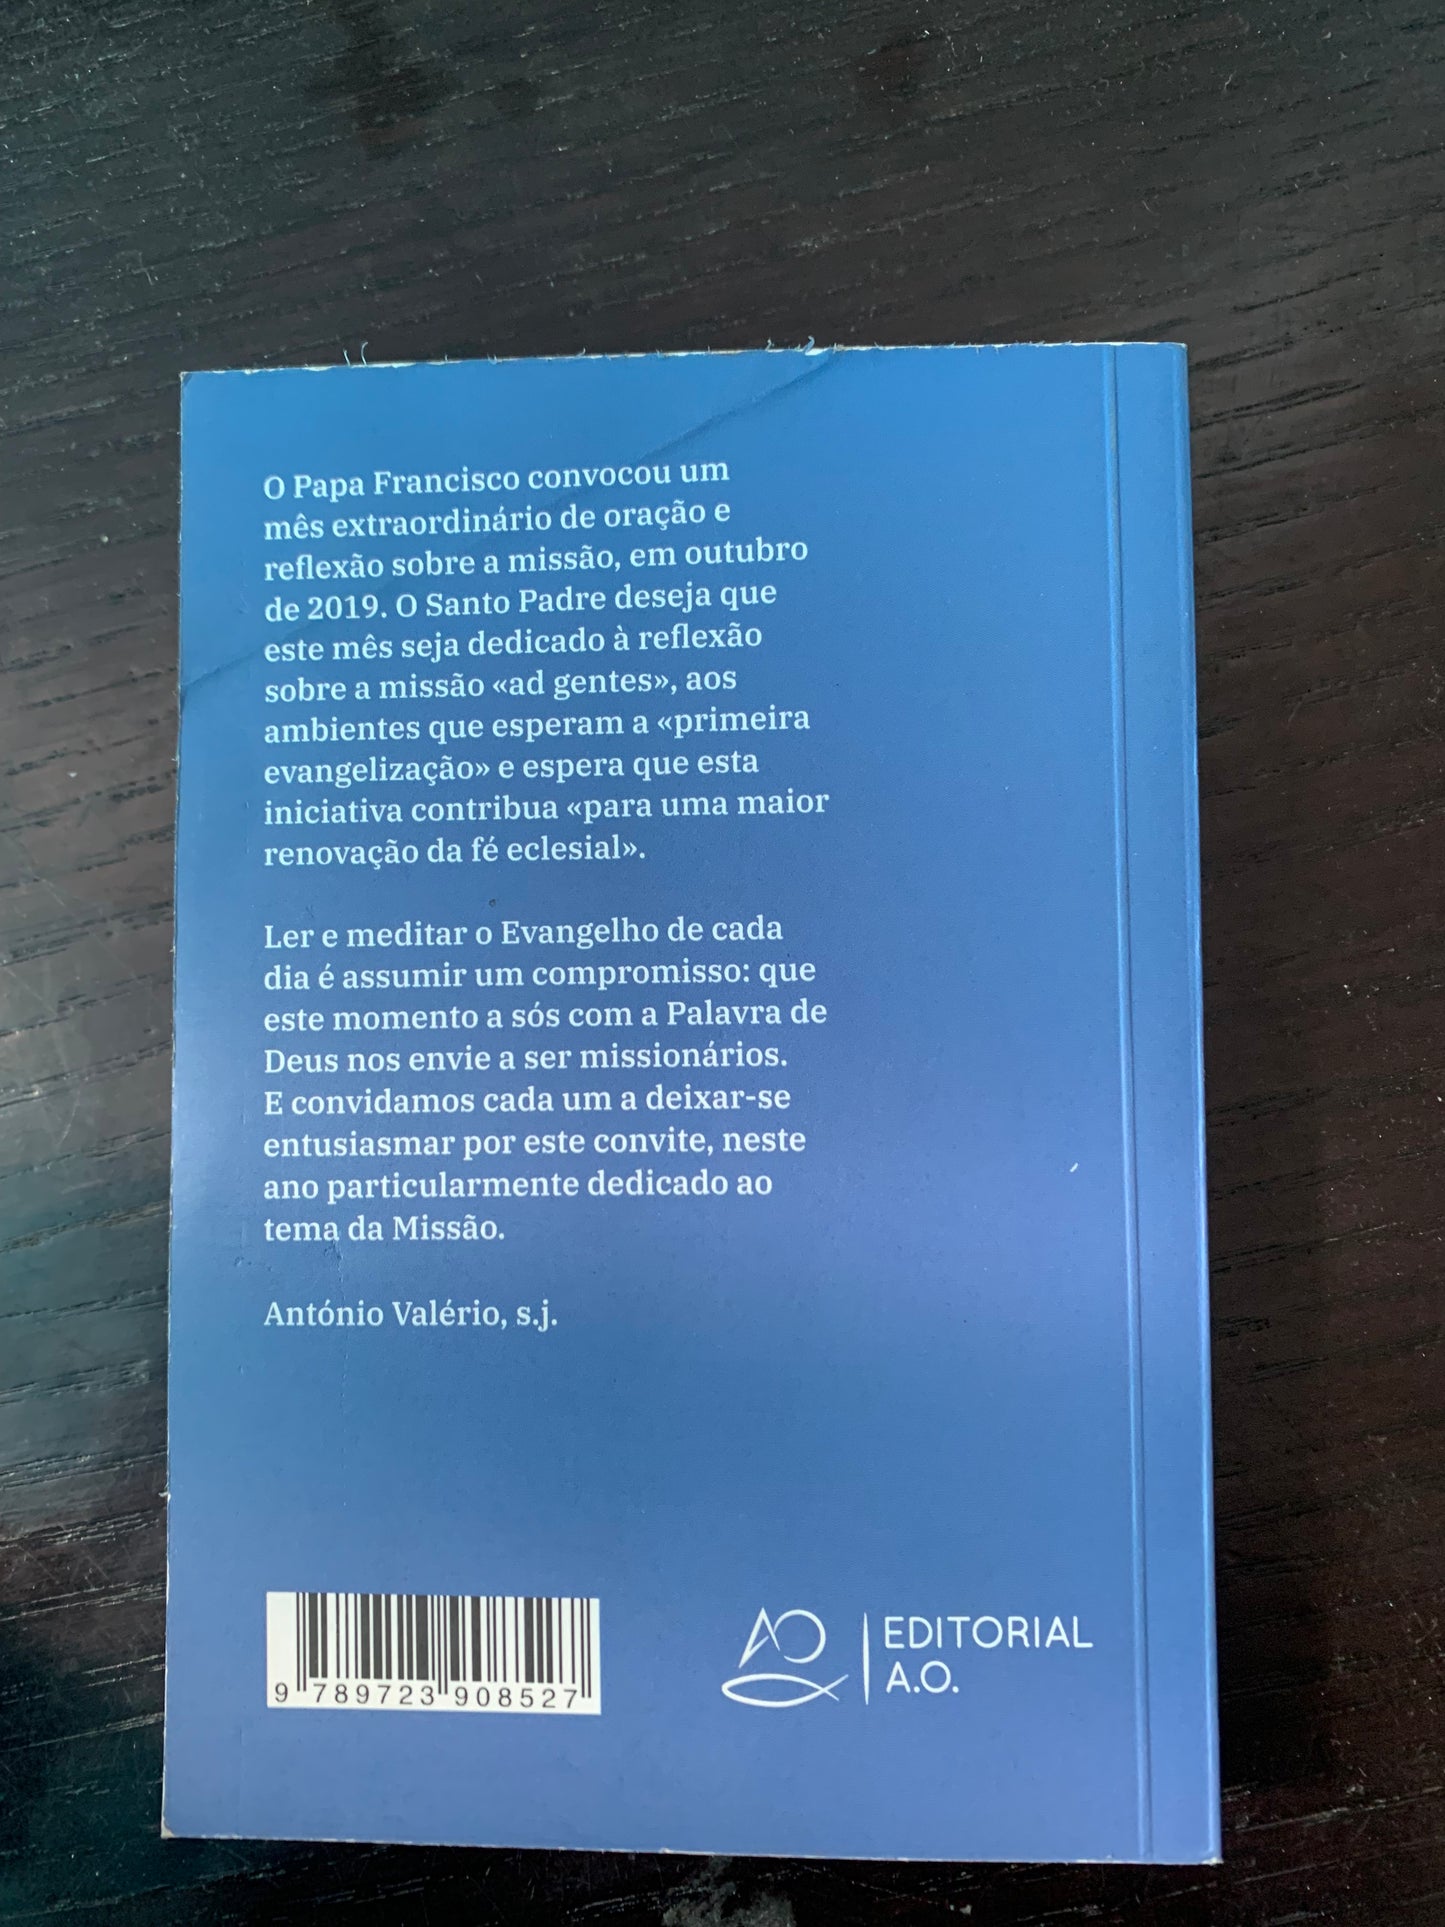 O Papa Francisco convocou um
mês extraordinário de oração e
reflexão sobre a missão, em outubro
de 2019. O Santo Padre deseja que
este mês seja dedicado à reflexão
sobre a missão «ad gentes», aos
ambientes que esperam a «primeira
evangelização» e espera que esta
iniciativa contribua «para uma maior
renovação da fé eclesial».
Ler e meditar o Evangelho de cada
dia é assumir um compromisso: que
este momento a sós com a Palavra de
Deus nos envie a ser missionários.
E convidamos cada um a deixar-se
entusiasmar por este convite, neste
ano particularmente dedicado ao
tema da Missão.
António Valério, s.j.
9 789723 908527
AO
EDITORIAL
A.O.